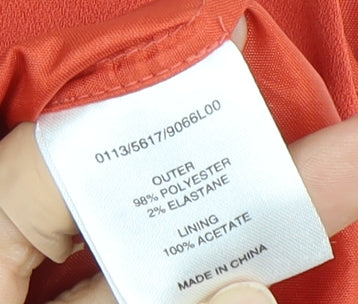 0113/5617/9066L00
OUTER
98% POLYESTER
2% ELASTANE
LINING
100% ACETATE
MADE IN CHINA